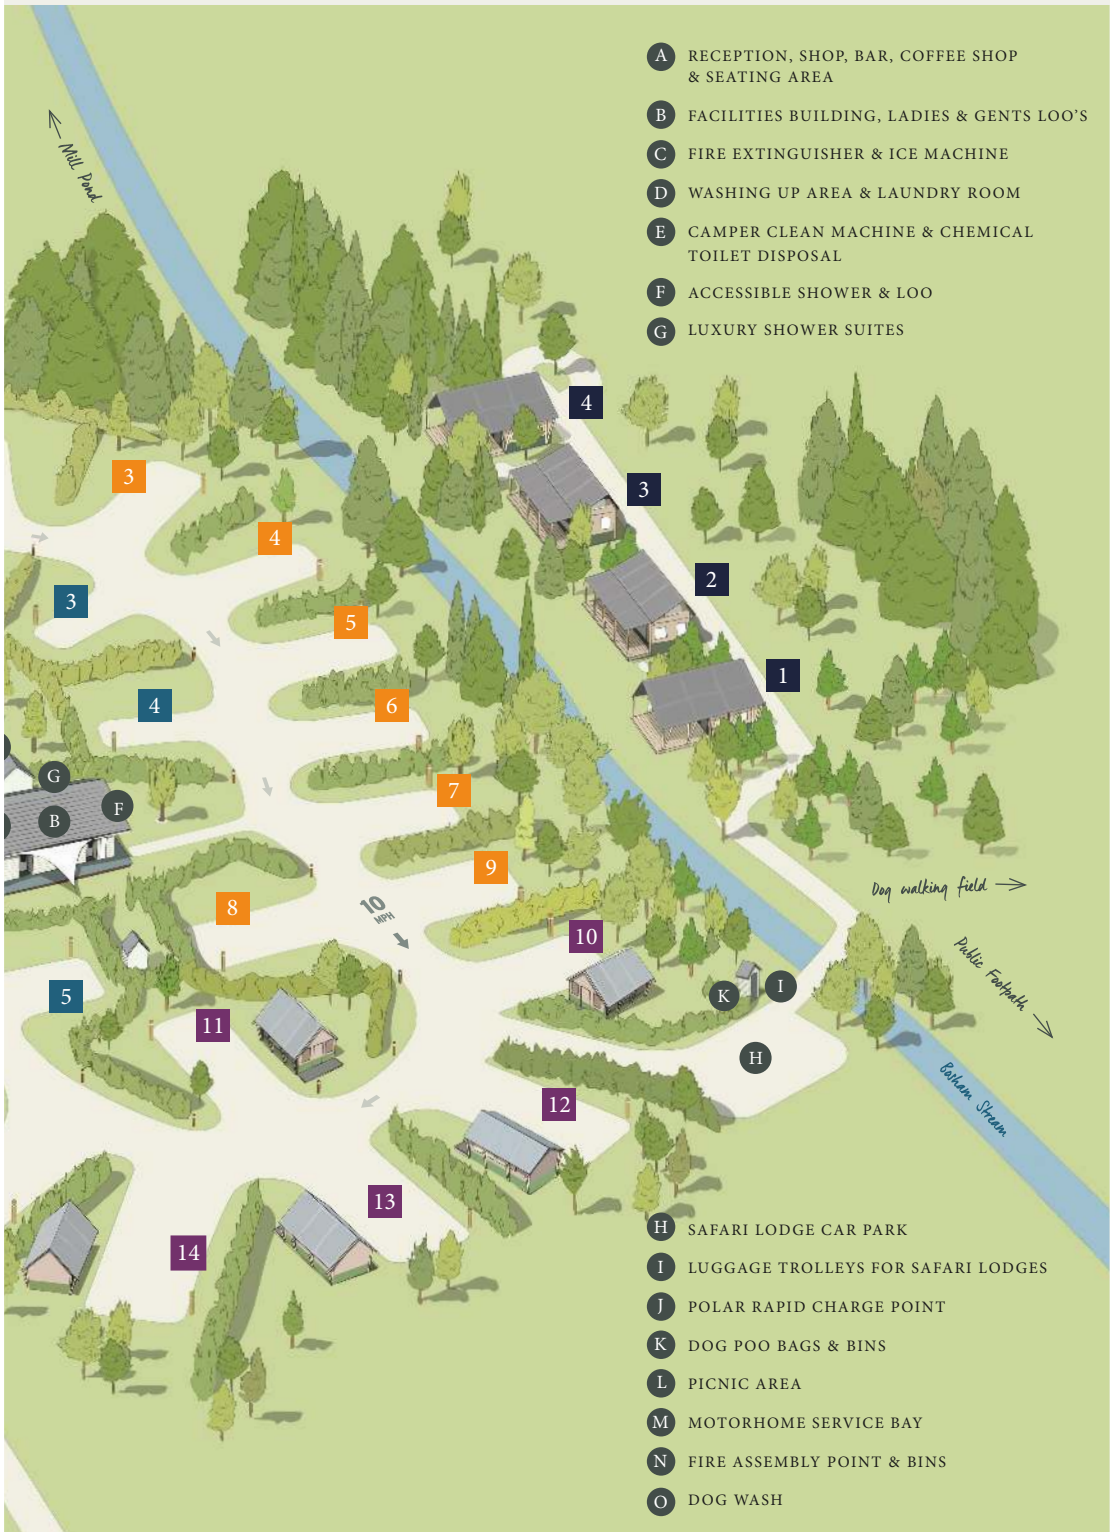 A RECEPTION, SHOP, BAR, COFFEE SHOP
& SEATING AREA
B FACILITIES BUILDING, LADIES & GENTS LOO'S
C FIRE EXTINGUISHER & ICE MACHINE
D WASHING UP AREA & LAUNDRY ROOM
E CAMPER CLEAN MACHINE & CHEMICAL
TOILET DISPOSAL
F ACCESSIBLE SHOWER & LOO
G LUXURY SHOWER SUITES
Mill Pond
4
3
3
4
2
3
5
1
4
6
G
7
F
B
9
8
Dog walking field
10
MPH
10
Public Footpath
I
K
5
11
H
Bosham Stream
12
13
14
H SAFARI LODGE CAR PARK
I LUGGAGE TROLLEYS FOR SAFARI LODGES
J POLAR RAPID CHARGE POINT
K DOG POO BAGS & BINS
L PICNIC AREA
M MOTORHOME SERVICE BAY
N FIRE ASSEMBLY POINT & BINS
O DOG WASH